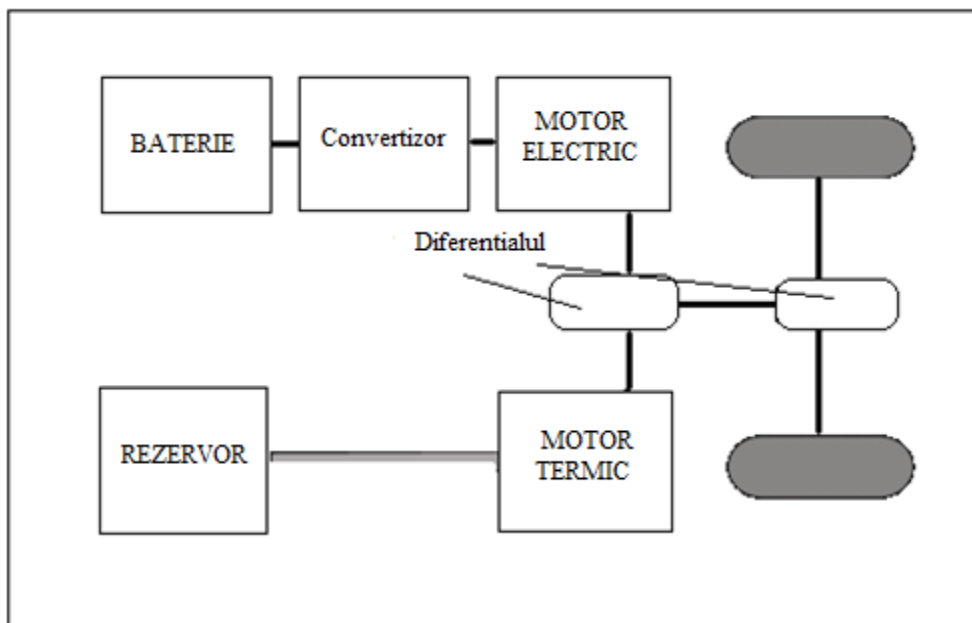 BATERIE
Convertizor
MOTOR
ELECTRIC
Diferentialul
REZERVOR
MOTOR
TERMIC